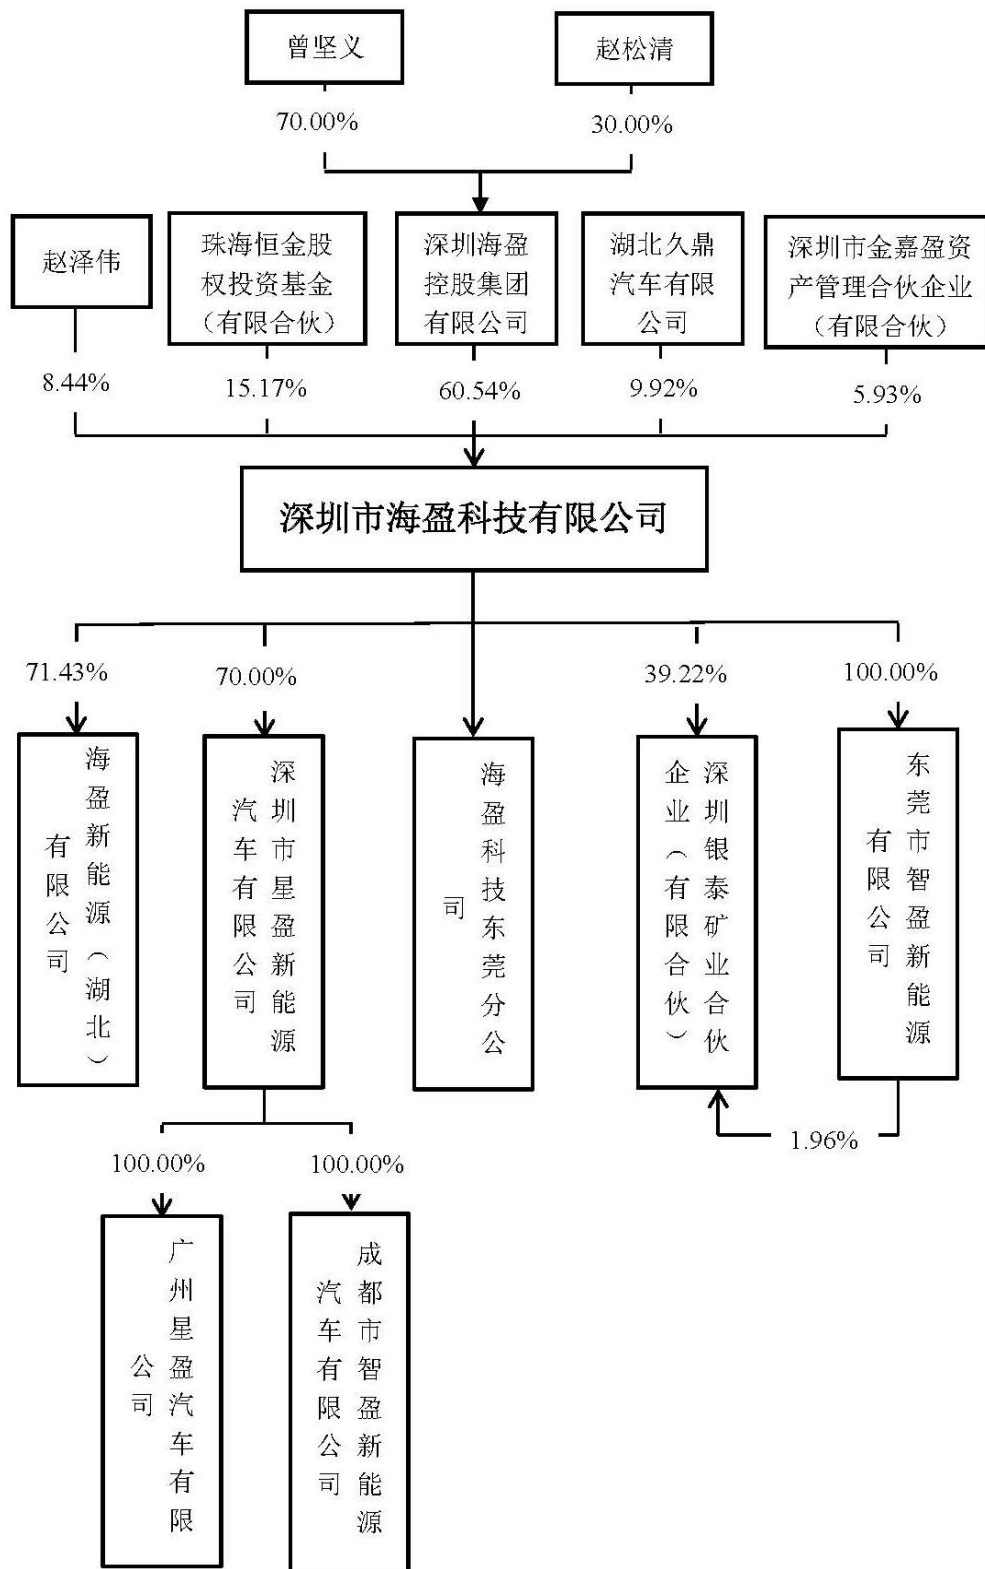 曾坚义
赵松清
70.00%
30.00%
赵泽伟
珠海恒金股
权投资基金
（有限合伙）
深圳海盈
控股集团
有限公司
湖北久鼎
汽车有限
公司
深圳市金嘉盈资
产管理合伙企业
（有限合伙）
8.44%
15.17%
60.54%
9.92%
5.93%
深圳市海盈科技有限公司
71.43%
70.00%
39.22%
100.00%
海盈新能源（湖北）
有限公司
深圳市星盈新能源
汽车有限公司
海盈科技东莞分公
司
深圳银泰矿业合伙
企业（有限合伙）
东莞市智盈新能源
有限公司
1.96%
100.00%
100.00%
广州星盈汽车有限
公司
成都市智盈新能源
汽车有限公司